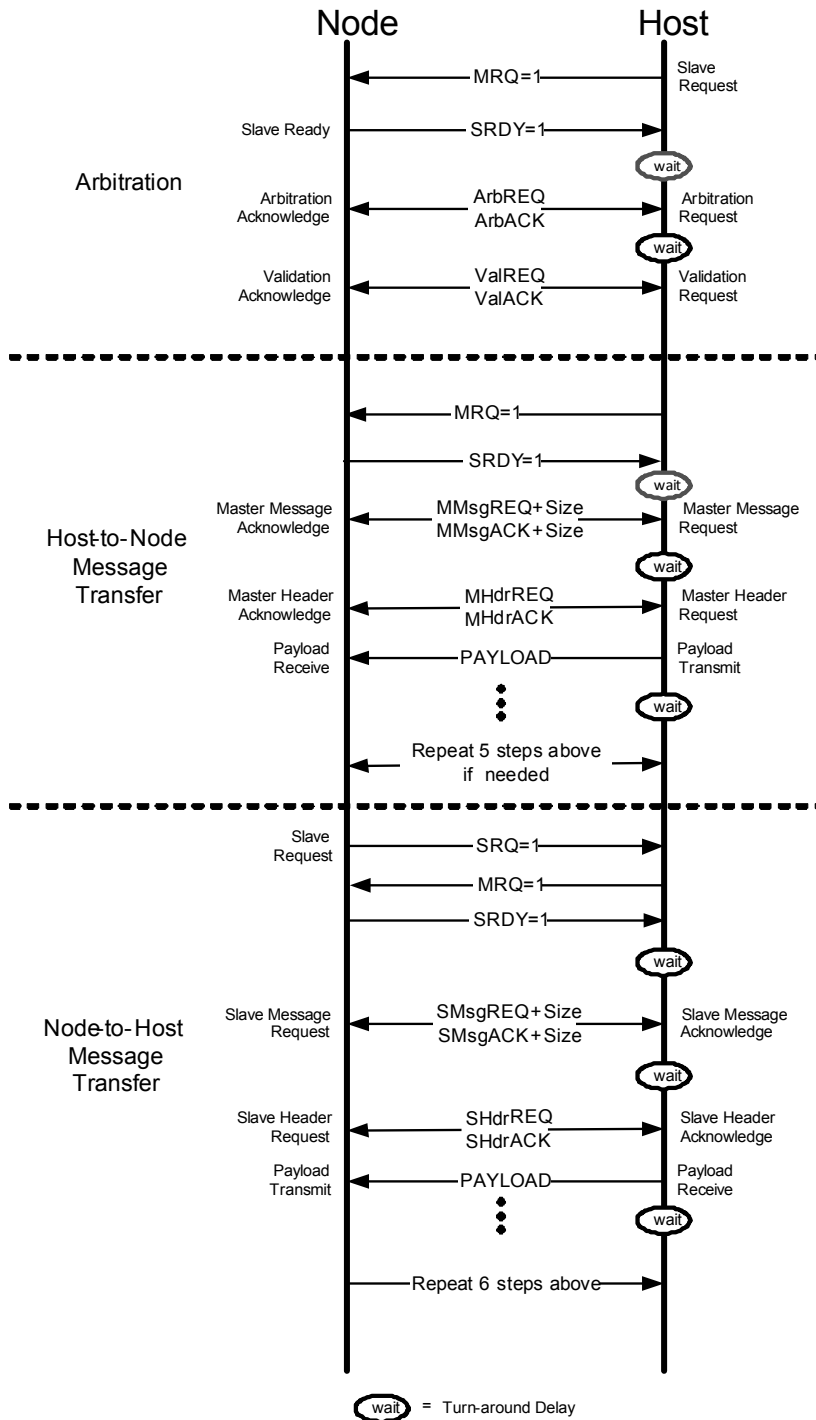 Node Host
MRQ=1 Slave
Request
Slave Ready SRDY=1
wait
Arbitration
Arbitration
Acknowledge
ArbREQ
ArbACK
Arbitration
Request
wait
Validation
Acknowledge
ValREQ
ValACK
Validation
Request
MRQ=1
SRDY=1
wait
Host-to-Node
Message
Transfer
Master Message
Acknowledge
MMsgREQ+Size
MMsgACK+Size
Master Message
Request
wait
Master Header
Acknowledge
MHdrREQ
MHdrACK
Master Header
Request
Payload
Receive
PAYLOAD
Payload
Transmit
wait
Repeat 5 steps above
if needed
Slave
Request
SRQ=1
MRQ=1
SRDY=1
wait
Node-to-Host
Message
Transfer
Slave Message
Request
SMsgREQ+Size
SMsgACK+Size
Slave Message
Acknowledge
wait
Slave Header
Request
SHdrREQ
SHdrACK
Slave Header
Acknowledge
Payload
Transmit
PAYLOAD
Payload
Receive
wait
Repeat 6 steps above
wait = Turn-around Delay